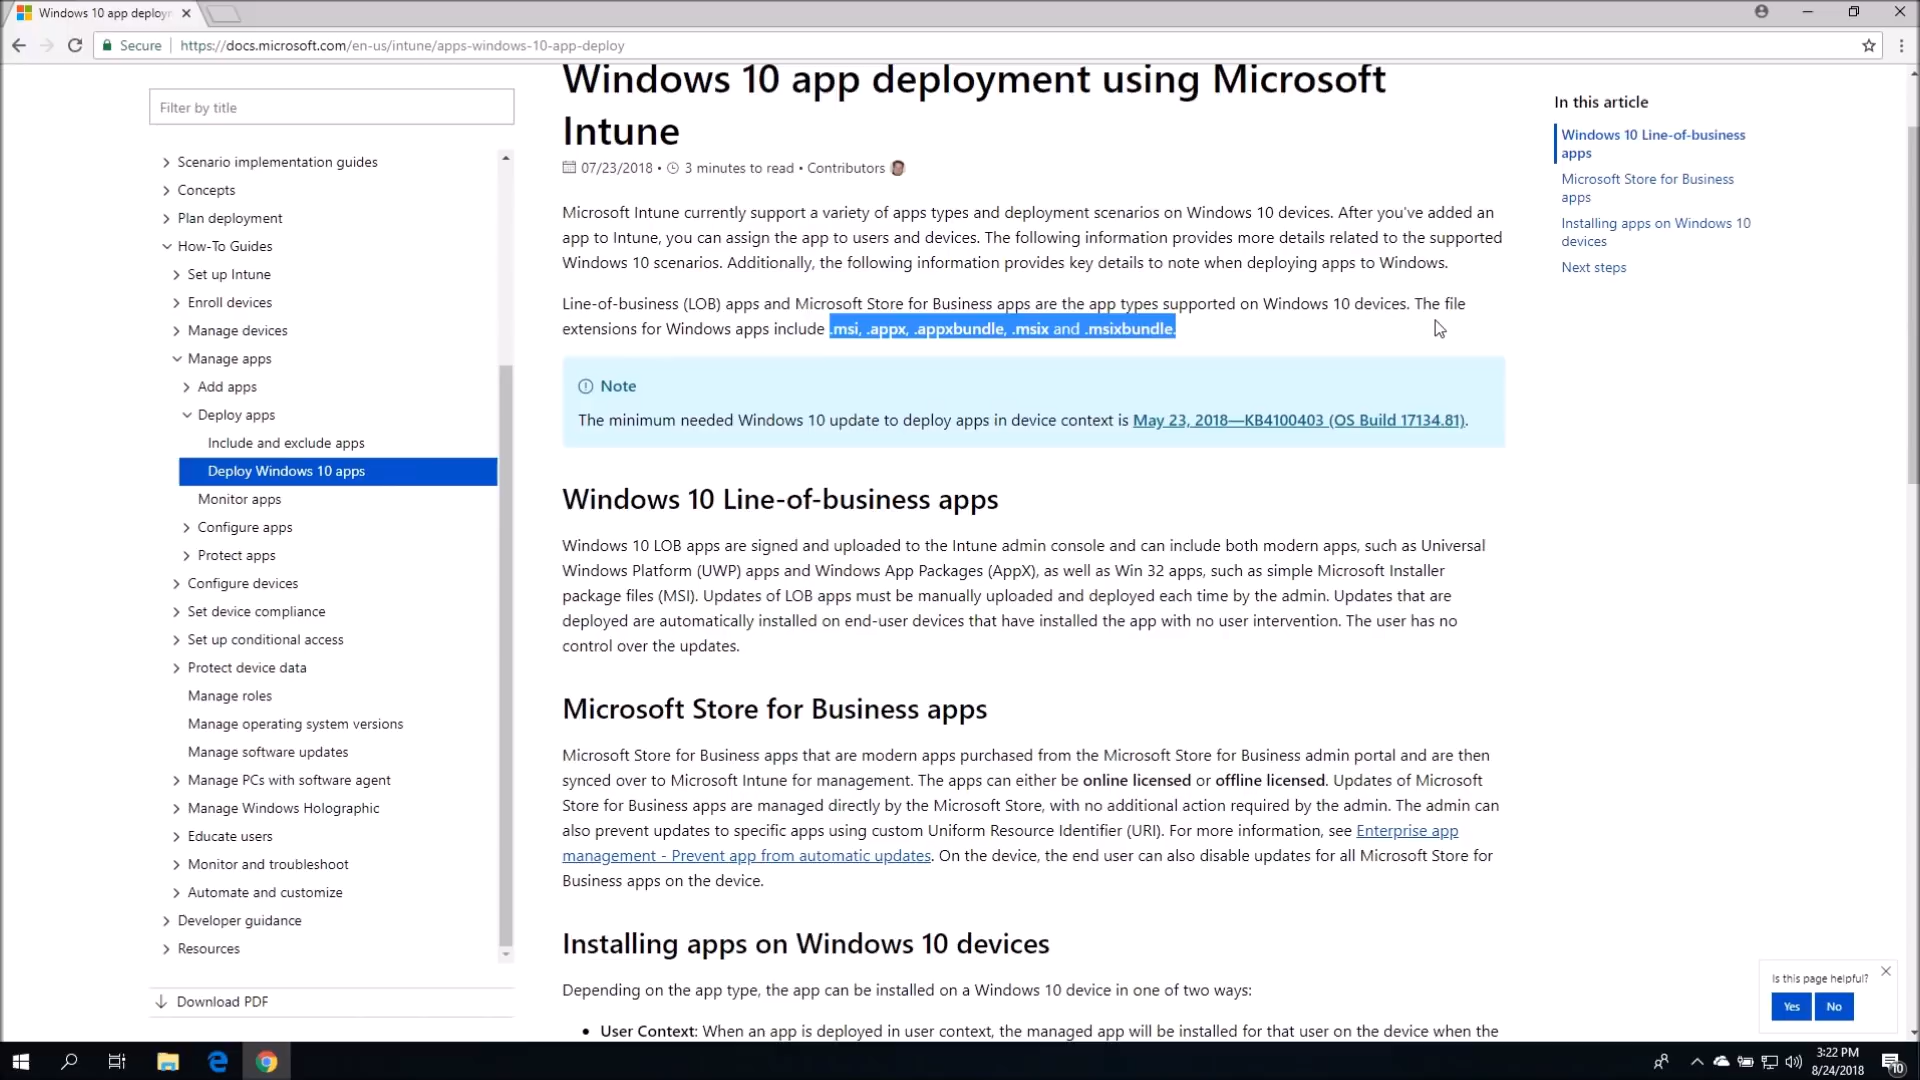 Windows 10 app deploym
Secure
https://docs.microsoft.com/en-us/intune/apps-windows-10-app-deploy
Filter by title
Scenario implementation guides
Concepts
Plan deployment
How-To Guides
Set up Intune
Enroll devices
Manage devices
Manage apps
Add apps
Deploy apps
Include and exclude apps
Deploy Windows 10 apps
Monitor apps
Configure apps
Protect apps
Configure devices
Set device compliance
Set up conditional access
Protect device data
Manage roles
Manage operating system versions
Manage software updates
Manage PCs with software agent
Manage Windows Holographic
Educate users
Monitor and troubleshoot
Automate and customize
Developer guidance
Resources
Download PDF
Windows 10 app deployment using Microsoft
Intune
07/23/2018 • 3 minutes to read • Contributors
Microsoft Intune currently support a variety of apps types and deployment scenarios on Windows 10 devices. After you've added an
app to Intune, you can assign the app to users and devices. The following information provides more details related to the supported
Windows 10 scenarios. Additionally, the following information provides key details to note when deploying apps to Windows.
Line-of-business (LOB) apps and Microsoft Store for Business apps are the app types supported on Windows 10 devices. The file
extensions for Windows apps include .msi, .appx, .appxbundle, .msix and .msixbundle.
Note
The minimum needed Windows 10 update to deploy apps in device context is May 23, 2018—KB4100403 (OS Build 17134.81).
Windows 10 Line-of-business apps
Windows 10 LOB apps are signed and uploaded to the Intune admin console and can include both modern apps, such as Universal
Windows Platform (UWP) apps and Windows App Packages (AppX), as well as Win 32 apps, such as simple Microsoft Installer
package files (MSI). Updates of LOB apps must be manually uploaded and deployed each time by the admin. Updates that are
deployed are automatically installed on end-user devices that have installed the app with no user intervention. The user has no
control over the updates.
Microsoft Store for Business apps
Microsoft Store for Business apps that are modern apps purchased from the Microsoft Store for Business admin portal and are then
synced over to Microsoft Intune for management. The apps can either be online licensed or offline licensed. Updates of Microsoft
Store for Business apps are managed directly by the Microsoft Store, with no additional action required by the admin. The admin can
also prevent updates to specific apps using custom Uniform Resource Identifier (URI). For more information, see Enterprise app
management - Prevent app from automatic updates. On the device, the end user can also disable updates for all Microsoft Store for
Business apps on the device.
Installing apps on Windows 10 devices
Depending on the app type, the app can be installed on a Windows 10 device in one of two ways:
• User Context: When an app is deployed in user context, the managed app will be installed for that user on the device when the
In this article
Windows 10 Line-of-business
apps
Microsoft Store for Business
apps
Installing apps on Windows 10
devices
Next steps
Is this page helpful?
Yes No
3:22 PM
8/24/2018
10